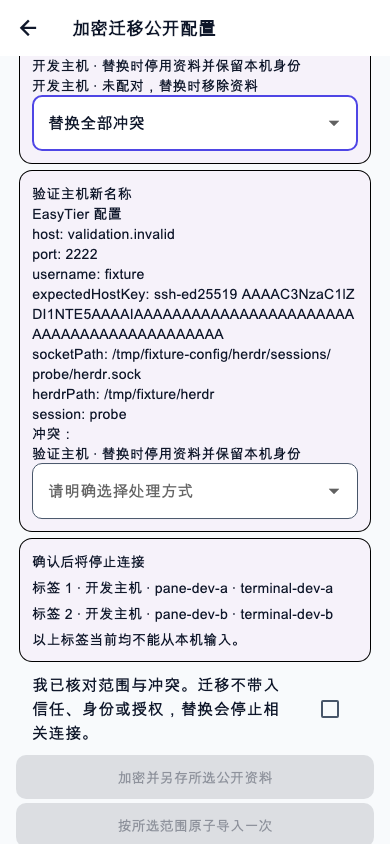 加密迁移公开配置
开发主机 · 替换时停用资料并保留本机身份
开发主机 · 未配对，替换时移除资料
替换全部冲突
验证主机新名称
EasyTier 配置
host: validation.invalid
port: 2222
username: fixture
expectedHostKey: ssh-ed25519 AAAAC3NzaC1lZ
DI1NTE5AAAAIAAAAAAAAAAAAAAAAAAAAAAA
AAAAAAAAAAAAAAAAAAAA
socketPath: /tmp/fixture-config/herdr/sessions/
probe/herdr.sock
herdrPath: /tmp/fixture/herdr
session: probe
冲突：
验证主机 · 替换时停用资料并保留本机身份
请明确选择处理方式
确认后将停止连接
标签 1 · 开发主机 · pane-dev-a · terminal-dev-a
标签 2 · 开发主机 · pane-dev-b · terminal-dev-b
以上标签当前均不能从本机输入。
我已核对范围与冲突。迁移不带入
信任、身份或授权，替换会停止相
关连接。
加密并另存所选公开资料
按所选范围原子导入一次